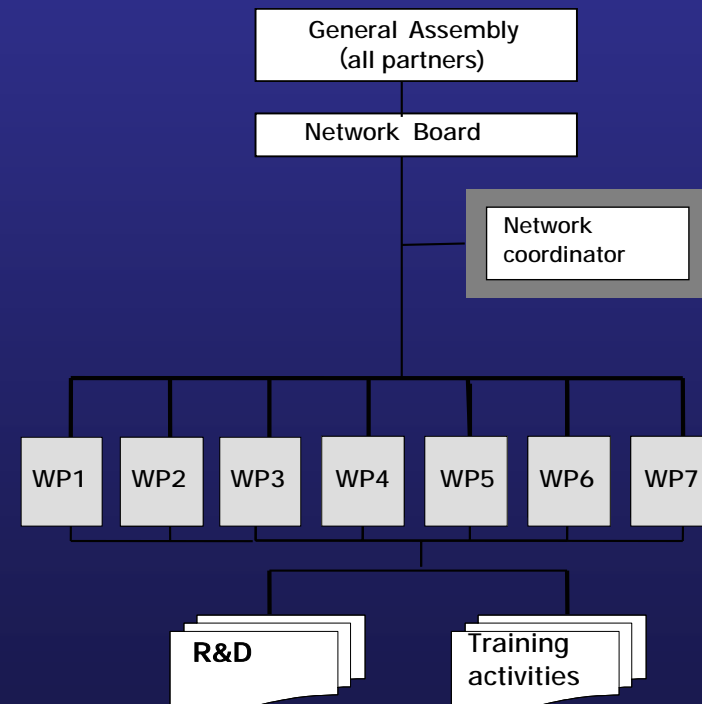 General Assembly
(all partners)
Network Board
Network
coordinator
WP1 WP2 WP3 WP4 WP5 WP6 WP7
R&D
Training
activities